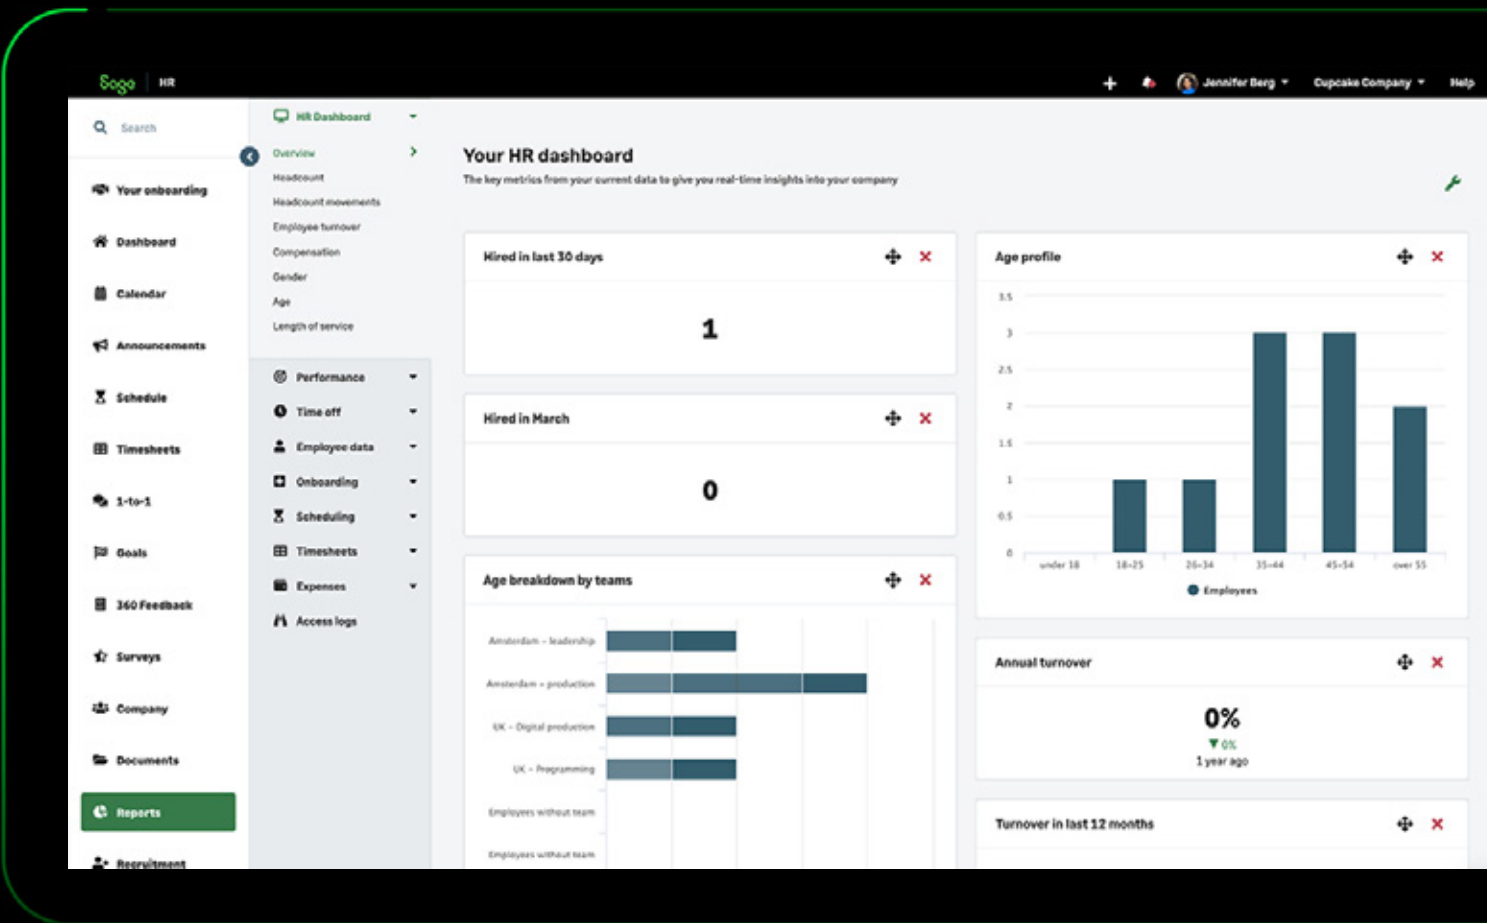 Sage HR
Jennifer Berg
Cupcake Company
Help
Search
Your onboarding
Dashboard
Calendar
Announcements
Schedule
Timesheets
1-to-1
Goals
360 Feedback
Surveys
Company
Documents
Reports
Recruitment
HR Dashboard
Overview
Headcount
Headcount movements
Employee turnover
Compensation
Gender
Age
Length of service
Performance
Time off
Employee data
Onboarding
Scheduling
Timesheets
Expenses
Access logs
Your HR dashboard
The key metrics from your current data to give you real-time insights into your company
Hired in last 30 days
1
Hired in March
0
Age breakdown by teams
Amsterdam - leadership
Amsterdam - production
UK - Digital production
UK - Programming
Employees without team
Employees without team
Age profile
3.5
3
2.5
2
1.5
1
0.5
0
under 18 18-25 26-34 35-44 45-54 over 55
Employees
Annual turnover
0%
▼ 0%
1 year ago
Turnover in last 12 months